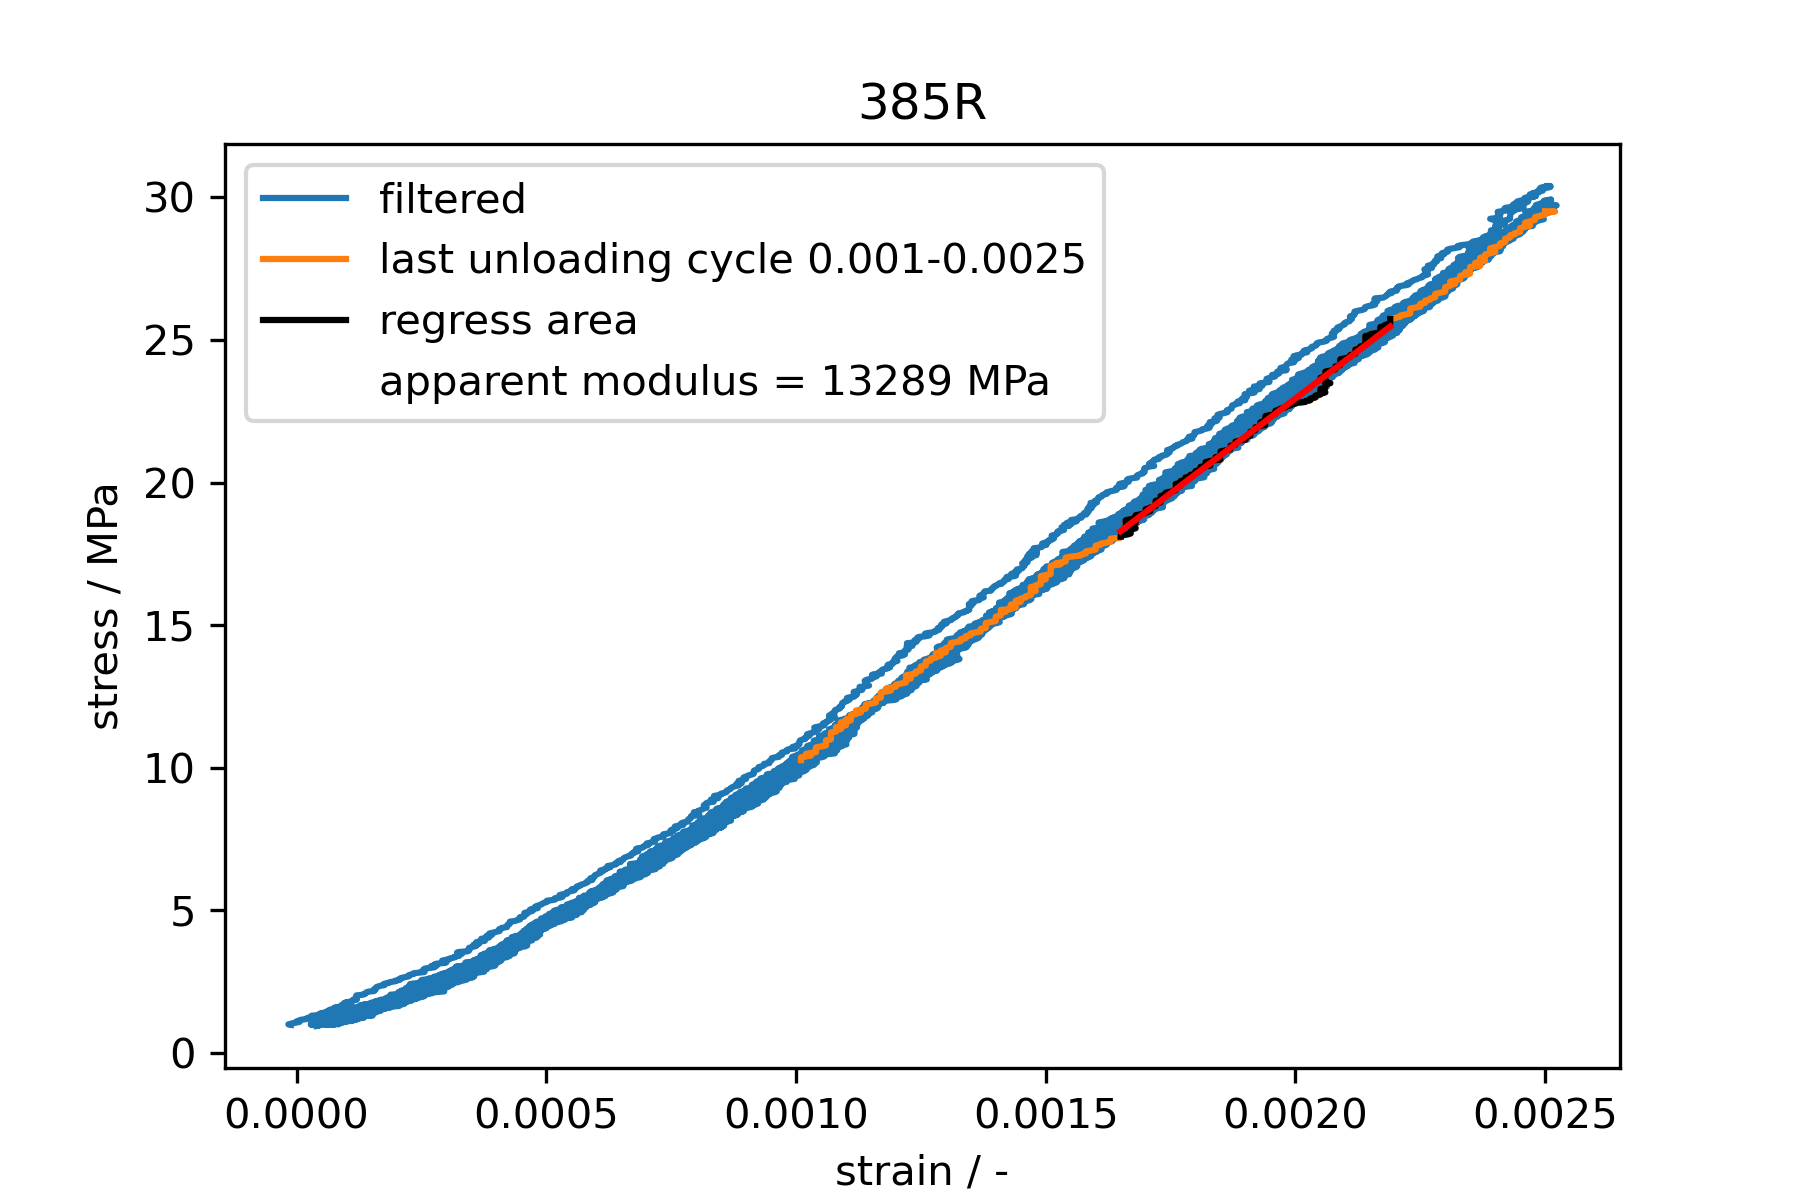 385R
filtered
last unloading cycle 0.001-0.0025
regress area
apparent modulus = 13289 MPa
stress / MPa
30
25
20
15
10
5
0
0.0000 0.0005 0.0010 0.0015 0.0020 0.0025
strain / -